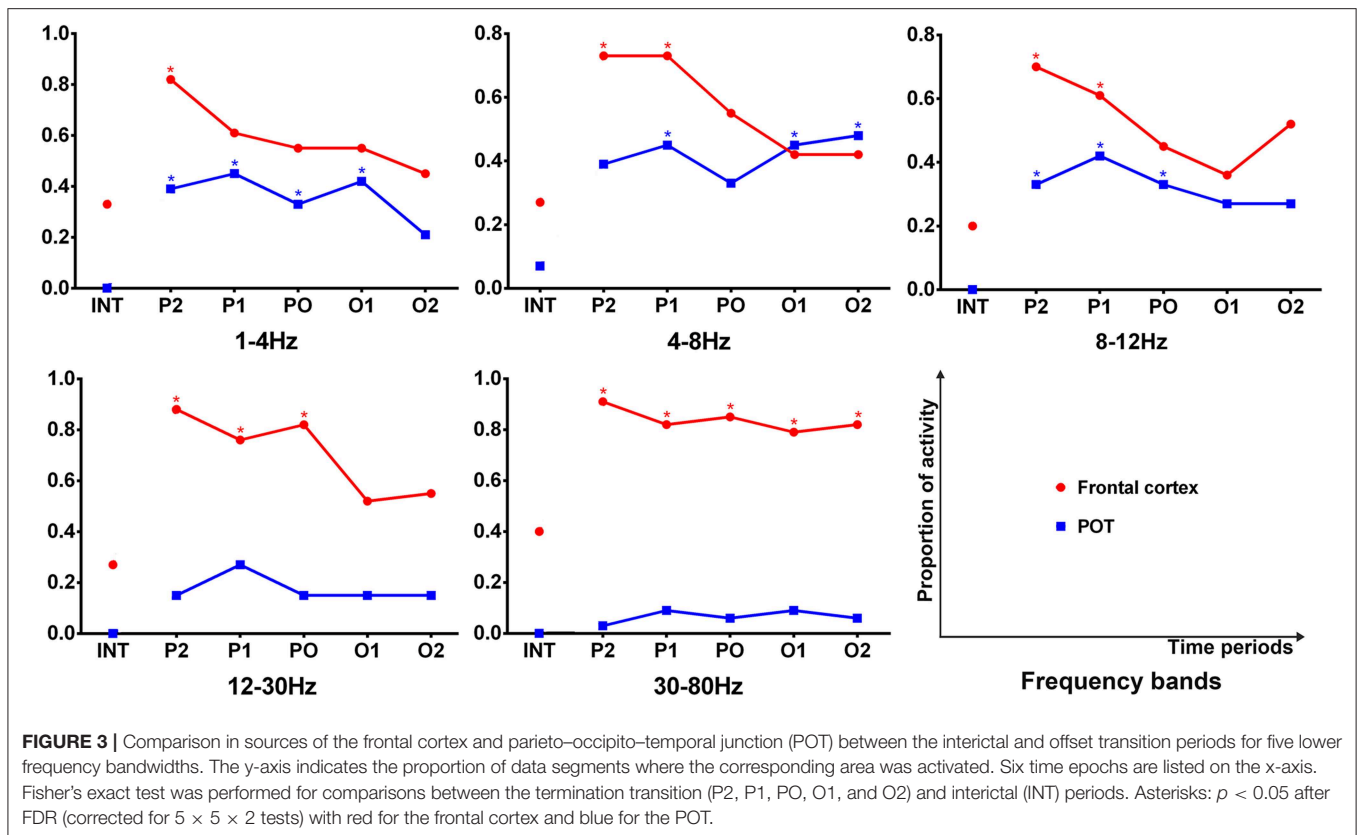 1.0
0.8
0.6
0.4
0.2
0.0
*
*
*
*
*
INT P2 P1 PO O1 O2
1-4Hz
0.8
0.6
0.4
0.2
0.0
*
*
*
*
*
INT P2 P1 PO O1 O2
4-8Hz
0.8
0.6
0.4
0.2
0.0
*
*
*
*
*
INT P2 P1 PO O1 O2
8-12Hz
1.0
0.8
0.6
0.4
0.2
0.0
*
*
*
INT P2 P1 PO O1 O2
12-30Hz
1.0
0.8
0.6
0.4
0.2
0.0
*
*
*
*
*
INT P2 P1 PO O1 O2
30-80Hz
Proportion of activity
Frontal cortex
POT
Time periods
Frequency bands
FIGURE 3 | Comparison in sources of the frontal cortex and parieto–occipito–temporal junction (POT) between the interictal and offset transition periods for five lower
frequency bandwidths. The y-axis indicates the proportion of data segments where the corresponding area was activated. Six time epochs are listed on the x-axis.
Fisher's exact test was performed for comparisons between the termination transition (P2, P1, PO, O1, and O2) and interictal (INT) periods. Asterisks: p < 0.05 after
FDR (corrected for 5 × 5 × 2 tests) with red for the frontal cortex and blue for the POT.